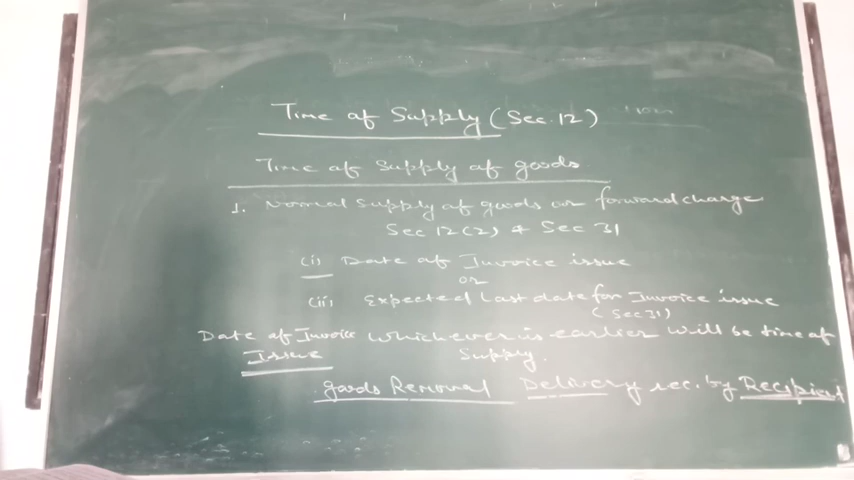 Time of Supply (Sec. 12)
Time of Supply of goods
1. Normal Supply of goods or forward charge
Sec 12(2) & Sec 31
(i) Date of Invoice issue
or
(ii) Expected last date for Invoice issue
(Sec 31)
Date of Invoice whichever is earlier will be time of
Issue Supply.
goods Removal Delivery rec. by Recipient